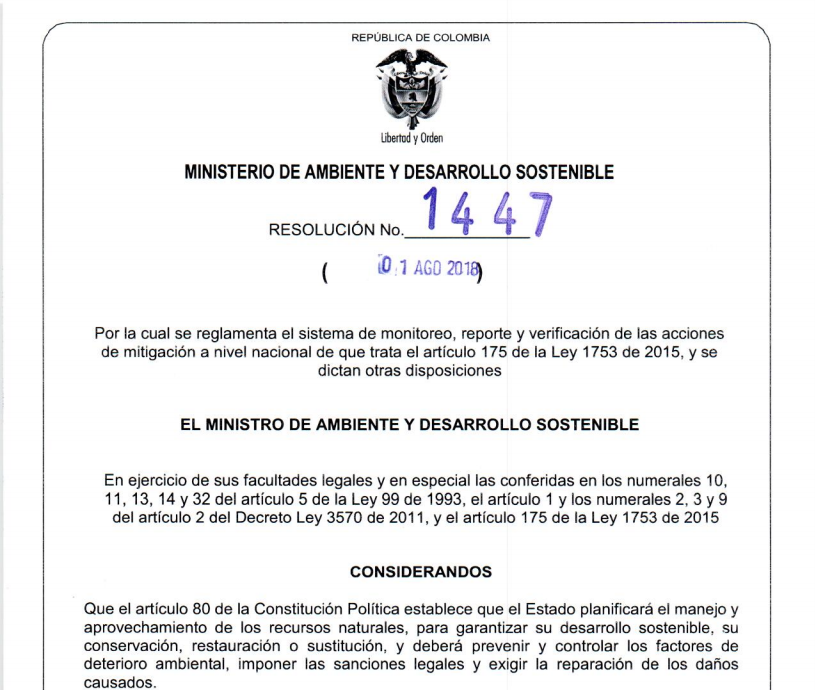 REPÚBLICA DE COLOMBIA
Libertad y Orden
MINISTERIO DE AMBIENTE Y DESARROLLO SOSTENIBLE
RESOLUCIÓN No. 1447
( 01 AGO 2018)
Por la cual se reglamenta el sistema de monitoreo, reporte y verificación de las acciones
de mitigación a nivel nacional de que trata el artículo 175 de la Ley 1753 de 2015, y se
dictan otras disposiciones
EL MINISTRO DE AMBIENTE Y DESARROLLO SOSTENIBLE
En ejercicio de sus facultades legales y en especial las conferidas en los numerales 10,
11, 13, 14 y 32 del artículo 5 de la Ley 99 de 1993, el artículo 1 y los numerales 2, 3 y 9
del artículo 2 del Decreto Ley 3570 de 2011, y el artículo 175 de la Ley 1753 de 2015
CONSIDERANDOS
Que el artículo 80 de la Constitución Política establece que el Estado planificará el manejo y
aprovechamiento de los recursos naturales, para garantizar su desarrollo sostenible, su
conservación, restauración o sustitución, y deberá prevenir y controlar los factores de
deterioro ambiental, imponer las sanciones legales y exigir la reparación de los daños
causados.